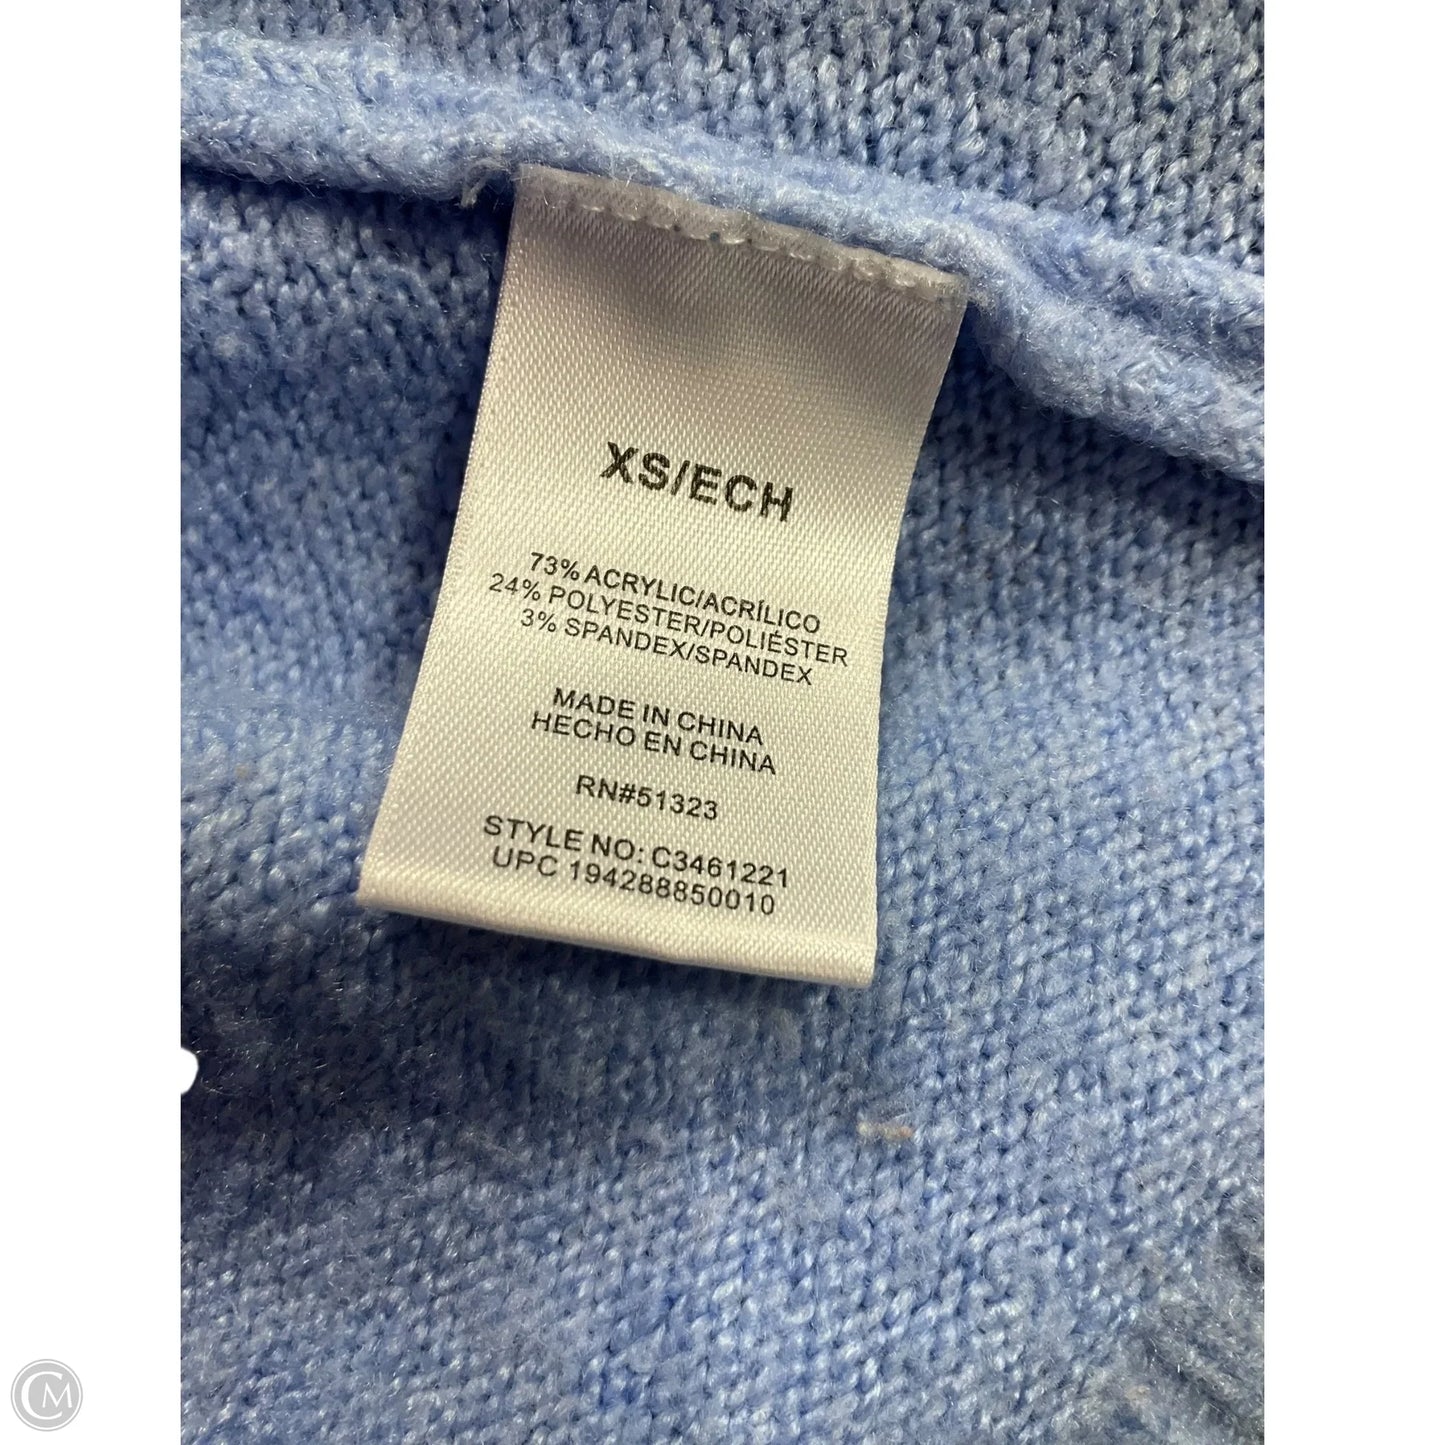 XS/ECH
73% ACRYLIC/ACRÍLICO
24% POLYESTER/POLIÉSTER
3% SPANDEX/SPANDEX
MADE IN CHINA
HECHO EN CHINA
RN#51323
STYLE NO: C3461221
UPC 194288850010
CM